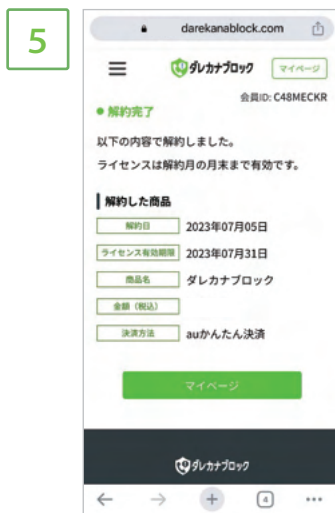 5
darekanablock.com
ダレカナブロック
マイページ
会員ID: C48MECKR
解約完了
以下の内容で解約しました。
ライセンスは解約月の月末まで有効です。
解約した商品
解約日 2023年07月05日
ライセンス有効期限 2023年07月31日
商品名 ダレカナブロック
金額（税込）
決済方法 auかんたん決済
マイページ
ダレカナブロック
4